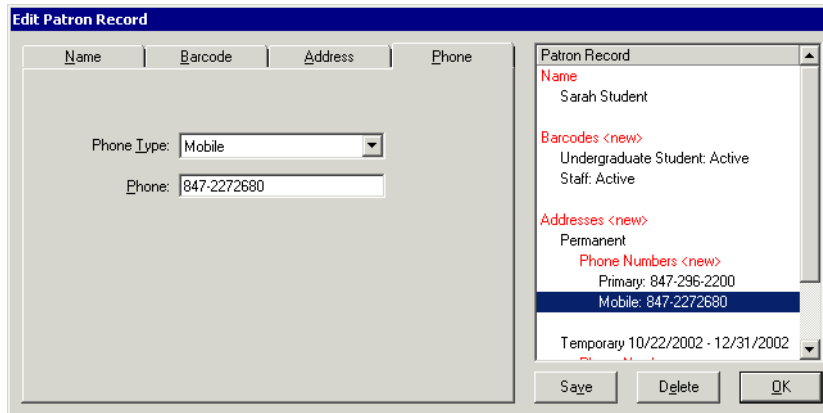 Edit Patron Record
Name Barcode Address Phone
Phone Type: Mobile
Phone: 847-2272680
Patron Record
Name
Sarah Student
Barcodes <new>
Undergraduate Student: Active
Staff: Active
Addresses <new>
Permanent
Phone Numbers <new>
Primary: 847-296-2200
Mobile: 847-2272680
Temporary 10/22/2002 - 12/31/2002
Save Delete OK